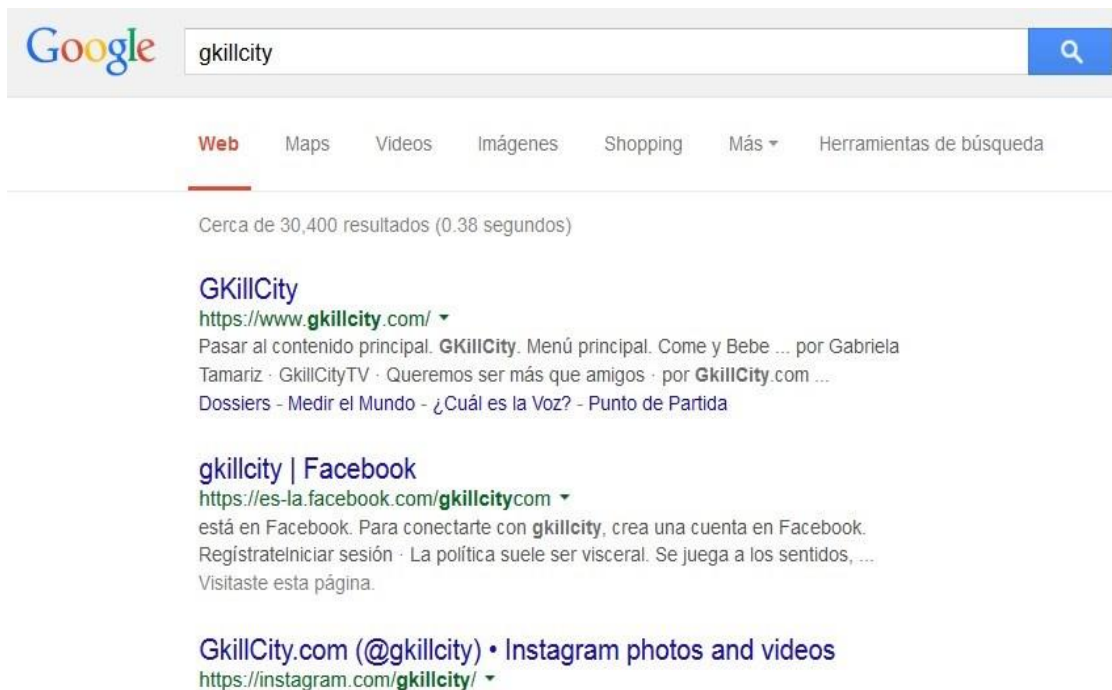 Google gkillcity
Web Maps Videos Imágenes Shopping Más Herramientas de búsqueda
Cerca de 30,400 resultados (0.38 segundos)
GKillCity
https://www.gkillcity.com/
Pasar al contenido principal. GKillCity. Menú principal. Come y Bebe ... por Gabriela
Tamariz · GkillCityTV · Queremos ser más que amigos · por GkillCity.com ...
Dossiers - Medir el Mundo - ¿Cuál es la Voz? - Punto de Partida
gkillcity | Facebook
https://es-la.facebook.com/gkillcitycom
está en Facebook. Para conectarte con gkillcity, crea una cuenta en Facebook.
RegístrateIniciar sesión · La política suele ser visceral. Se juega a los sentidos, ...
Visitaste esta página.
GkillCity.com (@gkillcity) • Instagram photos and videos
https://instagram.com/gkillcity/